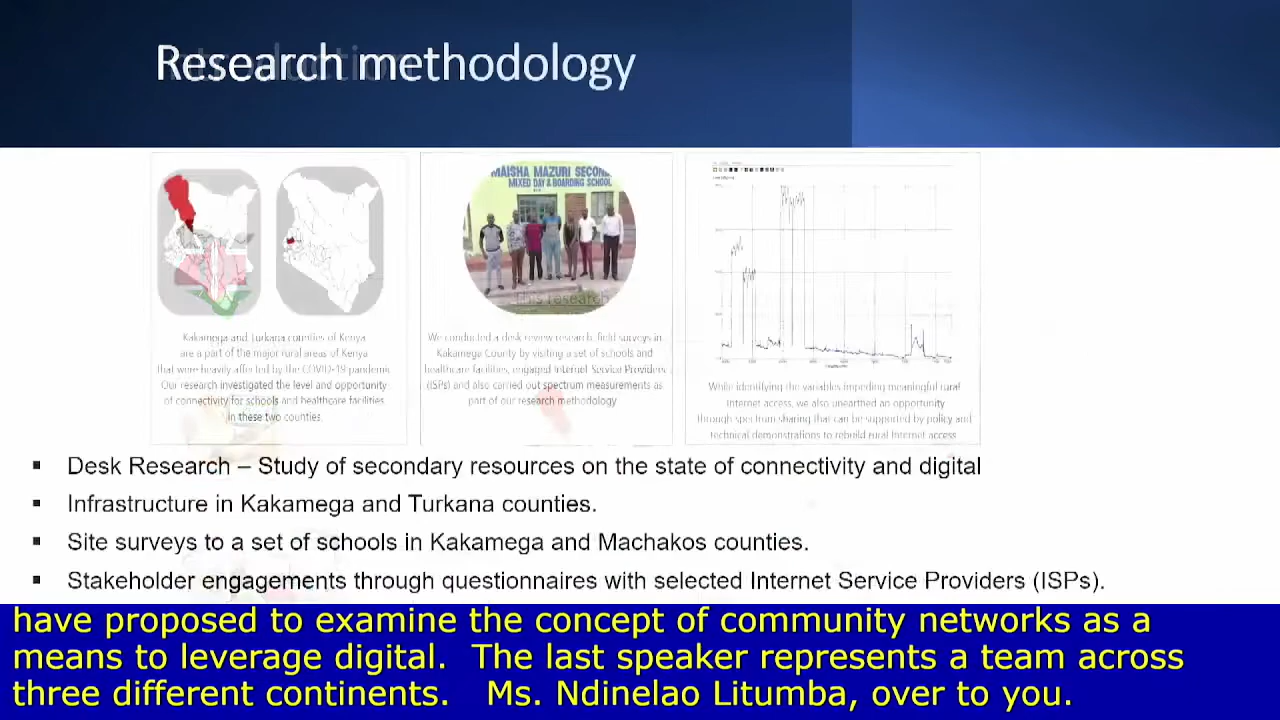 Research methodology
MAISHA MAZURI SECOND
MIXED DAY & BOARDING SCHOOL
This research
Kakamega and Turkana counties of Kenya
are a part of the major rural areas of Kenya
that were heavily affected by the COVID-19 pandemic
Our research investigated the level and opportunity
of connectivity for schools and healthcare facilities
in these two counties.
We conducted a desk review research, field surveys in
Kakamega County by visiting a set of schools and
healthcare facilities, engaged Internet Service Providers
(ISPs) and also carried out spectrum measurements as
part of our research methodology
While identifying the variables impeding meaningful rural
Internet access, we also unearthed an opportunity
through spectrum sharing that can be supported by policy and
technical demonstrations to rebuild rural Internet access
▪ Desk Research – Study of secondary resources on the state of connectivity and digital
▪ Infrastructure in Kakamega and Turkana counties.
▪ Site surveys to a set of schools in Kakamega and Machakos counties.
▪ Stakeholder engagements through questionnaires with selected Internet Service Providers (ISPs).
have proposed to examine the concept of community networks as a
means to leverage digital. The last speaker represents a team across
three different continents. Ms. Ndinelao Litumba, over to you.